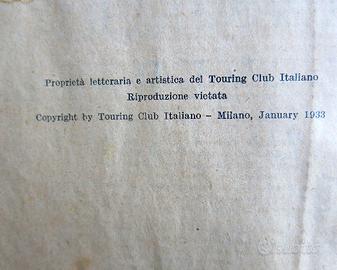 Proprietà letteraria e artistica del Touring Club Italiano
Riproduzione vietata
Copyright by Touring Club Italiano - Milano, January 1933